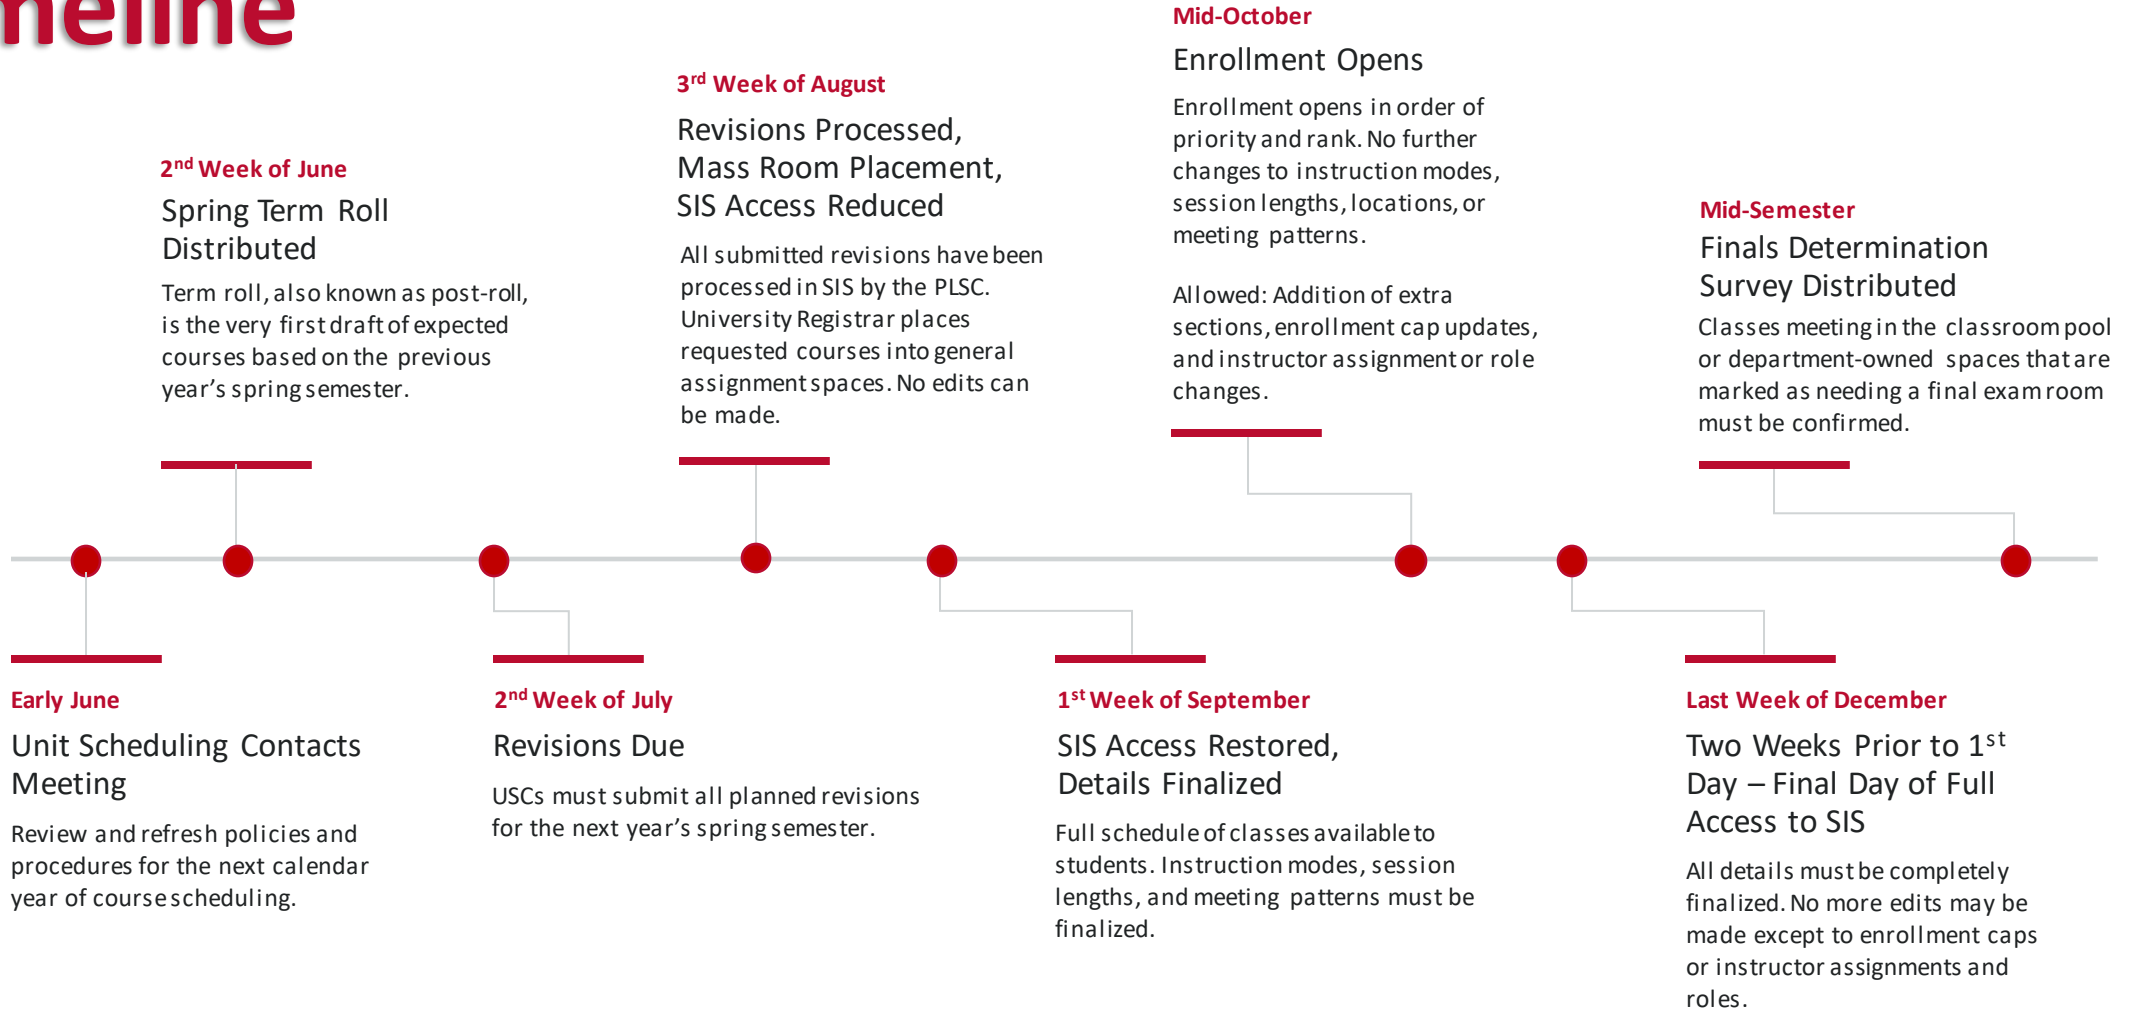 meline
2nd Week of June
Spring Term Roll
Distributed
Term roll, also known as post-roll,
is the very first draft of expected
courses based on the previous
year's spring semester.
3rd Week of August
Revisions Processed,
Mass Room Placement,
SIS Access Reduced
All submitted revisions have been
processed in SIS by the PLSC.
University Registrar places
requested courses into general
assignment spaces. No edits can
be made.
Mid-October
Enrollment Opens
Enrollment opens in order of
priority and rank. No further
changes to instruction modes,
session lengths, locations, or
meeting patterns.
Allowed: Addition of extra
sections, enrollment cap updates,
and instructor assignment or role
changes.
Mid-Semester
Finals Determination
Survey Distributed
Classes meeting in the classroom pool
or department-owned spaces that are
marked as needing a final exam room
must be confirmed.
Early June
Unit Scheduling Contacts
Meeting
Review and refresh policies and
procedures for the next calendar
year of course scheduling.
2nd Week of July
Revisions Due
USCs must submit all planned revisions
for the next year's spring semester.
1st Week of September
SIS Access Restored,
Details Finalized
Full schedule of classes available to
students. Instruction modes, session
lengths, and meeting patterns must be
finalized.
Last Week of December
Two Weeks Prior to 1st
Day – Final Day of Full
Access to SIS
All details must be completely
finalized. No more edits may be
made except to enrollment caps
or instructor assignments and
roles.